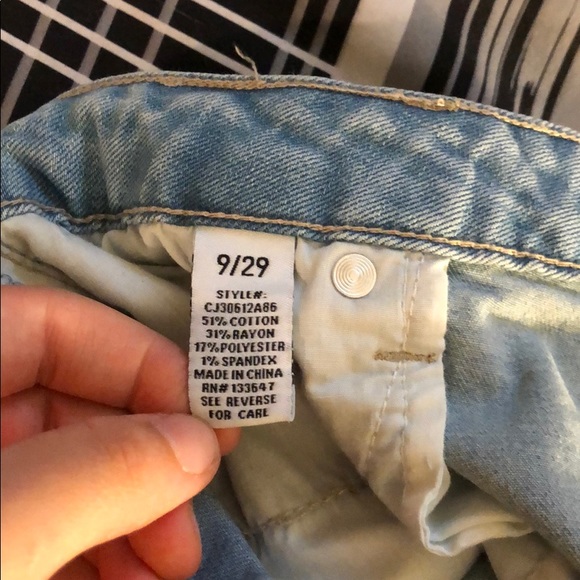 9/29
STYLE#:
CJ30612A86
51% COTTON
31% RAYON
17% POLYESTER
1% SPANDEX
MADE IN CHINA
RN# 133647
SEE REVERSE
FOR CARL